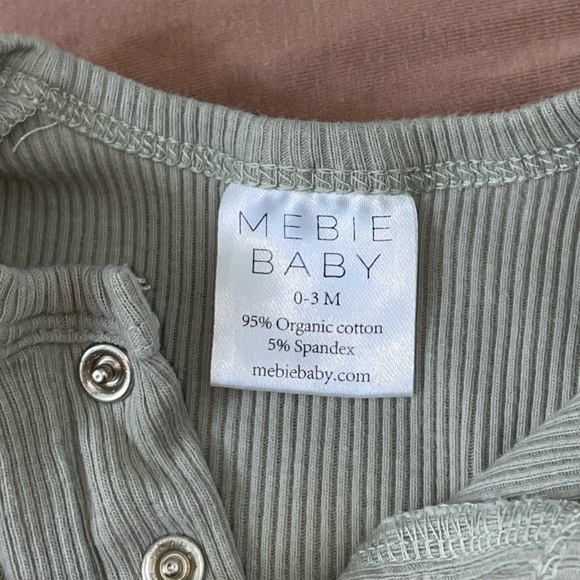 MEBIE
BABY
0-3 M
95% Organic cotton
5% Spandex
mebiebaby.com